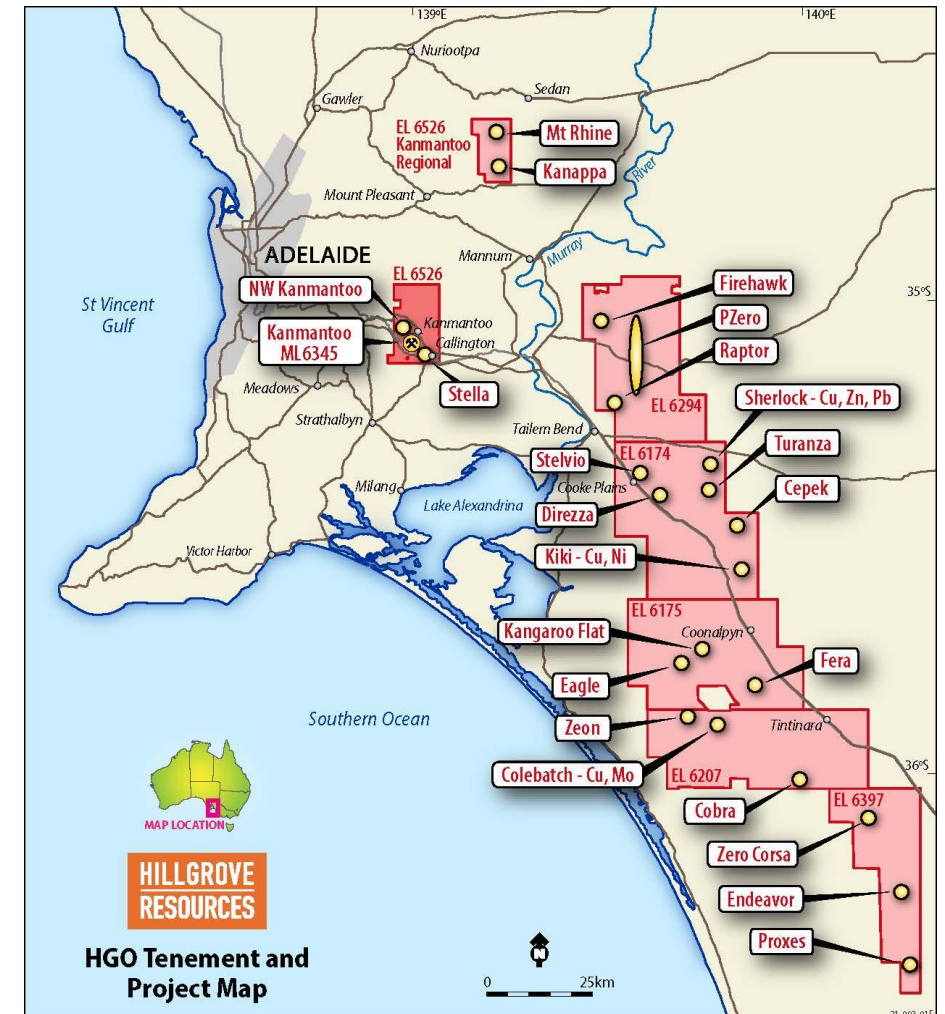 139°E
140°E
Nuriootpa
Sedan
Gawler
EL 6526
Kanmantoo
Regional
Mt Rhine
Kanappa
River
Mount Pleasant
Murray
ADELAIDE
Mannum
EL 6526
NW Kanmantoo
Firehawk
35°S
St Vincent
Gulf
PZero
Kanmantoo
ML6345
Kanmantoo
Callington
Raptor
Meadows
Stella
Sherlock - Cu, Zn, Pb
EL 6294
Strathalbyn
Tailem Bend
Turanza
EL 6174
Stelvio
Cooke Plains
Milang
Cepek
Lake Alexandrina
Direzza
Victor Harbor
Kiki - Cu, Ni
EL 6175
Kangaroo Flat
Coonalpyn
Fera
Eagle
Southern Ocean
Zeon
Tintinara
Colebatch - Cu, Mo
EL 6207
36°S
Cobra
EL 6397
MAP LOCATION
Zero Corsa
HILLGROVE
RESOURCES
Endeavor
Proxes
HGO Tenement and
Project Map
N
0 25km